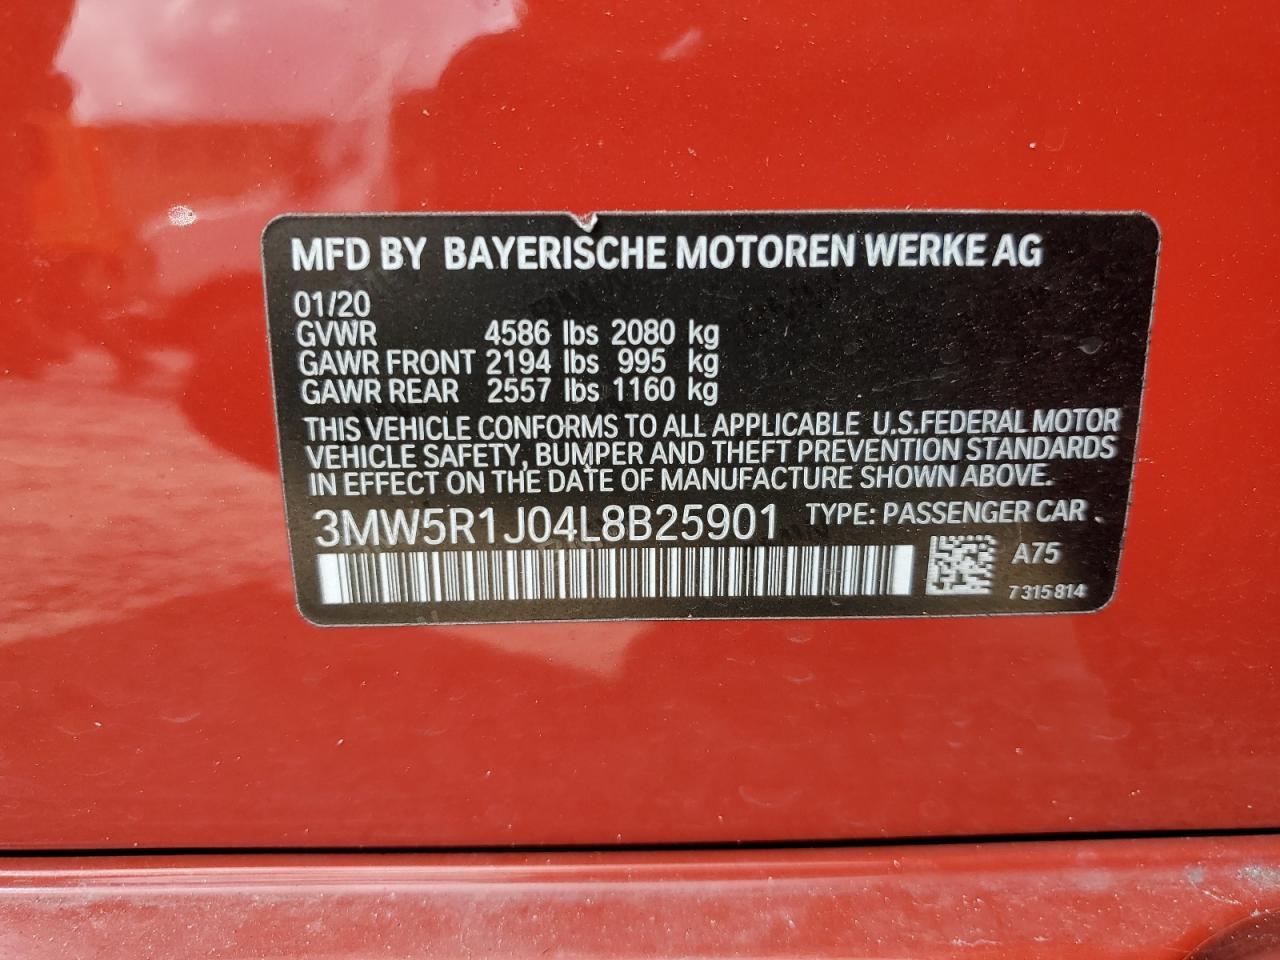 MFD BY BAYERISCHE MOTOREN WERKE AG
01/20
GVWR 4586 lbs 2080 kg
GAWR FRONT 2194 lbs 995 kg
GAWR REAR 2557 lbs 1160 kg
THIS VEHICLE CONFORMS TO ALL APPLICABLE U.S.FEDERAL MOTOR
VEHICLE SAFETY, BUMPER AND THEFT PREVENTION STANDARDS
IN EFFECT ON THE DATE OF MANUFACTURE SHOWN ABOVE.
3MW5R1J04L8B25901 TYPE: PASSENGER CAR .
A75
7 315 814